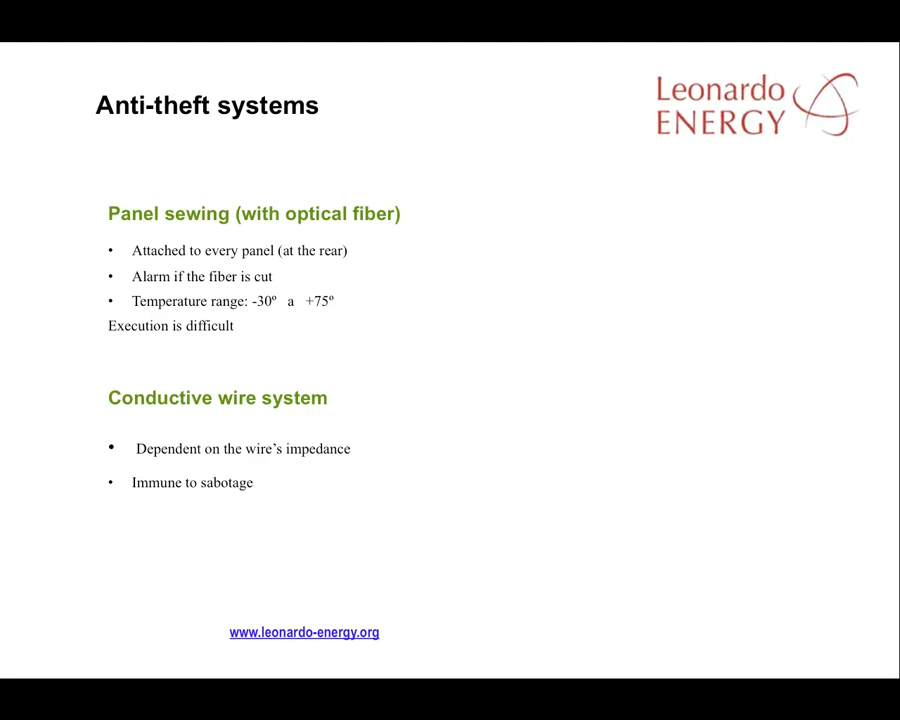 Anti-theft systems
Leonardo
ENERGY
Panel sewing (with optical fiber)
• Attached to every panel (at the rear)
• Alarm if the fiber is cut
• Temperature range: -30º a +75º
Execution is difficult
Conductive wire system
• Dependent on the wire’s impedance
• Immune to sabotage
www.leonardo-energy.org